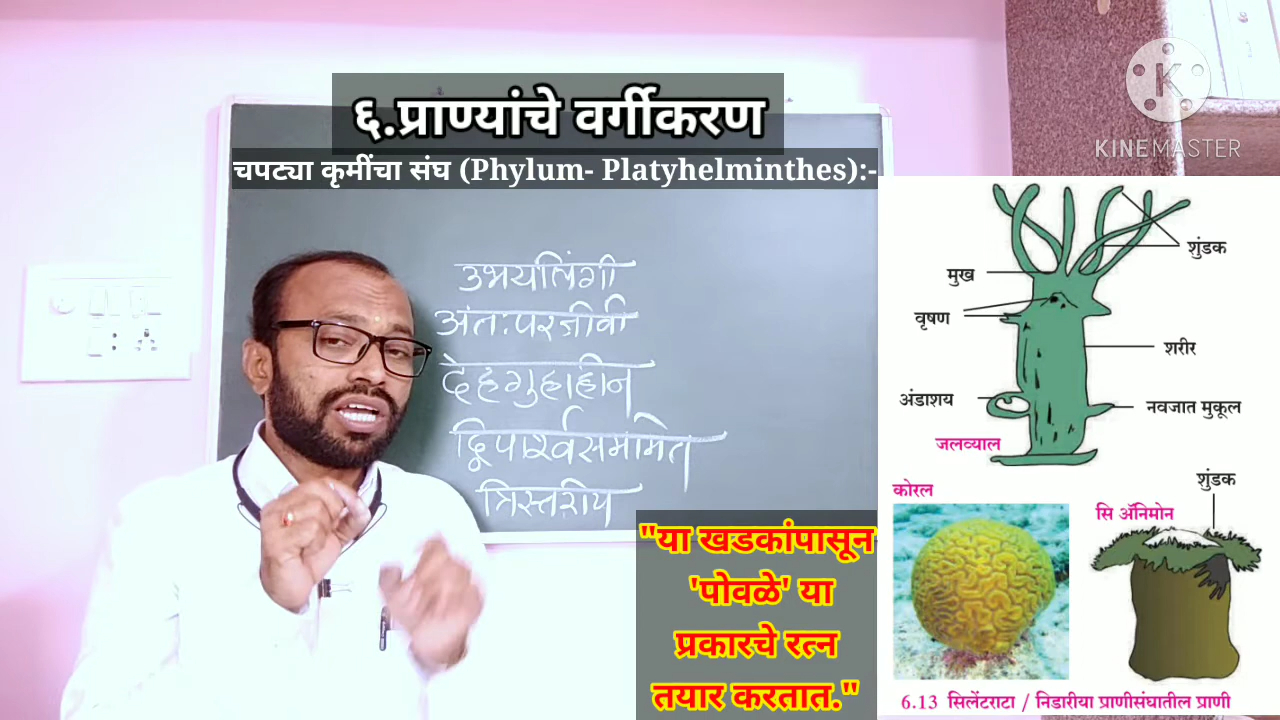 ६.प्राण्यांचे वर्गीकरण
चपट्या कृमींचा संघ (Phylum- Platyhelminthes):-
K
KINEMASTER
उभयलिंगी
अंतःपरजीवी
देहगुहाहीन
द्विपार्श्वसममित
त्रिस्तरीय
"या खडकांपासून
'पोवळे' या
प्रकारचे रत्न
तयार करतात."
शुंडक
मुख
वृषण
शरीर
अंडाशय
नवजात मुकूल
जलव्याल
कोरल
शुंडक
सि ॲनिमोन
6.13 सिलेंटराटा / निडारीया प्राणीसंघातील प्राणी